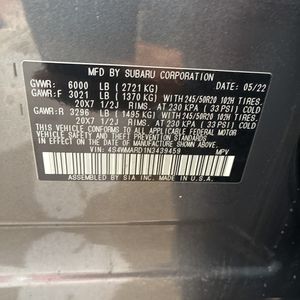 MFD. BY SUBARU CORPORATION
GVWR: 6000 LB (2721KG) DATE 05/22
GAWR:F 3021 LB (1370KG) WITH 245/50R20 102H TIRES,
20X7 1/2J RIMS, AT 230 KPA ( 33PSI) COLD
GAWR:R 3296 LB (1495KG) WITH 245/50R20 102H TIRES,
20X7 1/2J RIMS, AT 230 KPA ( 33PSI) COLD
THIS VEHICLE CONFORMS TO ALL APPLICABLE FEDERAL MOTOR
VEHICLE SAFETY AND THEFT PREVENTION STANDARDS
IN EFFECT ON THE DATE OF MANUFACTURE SHOWN ABOVE.
VIN: 4S4WMARD1N3439459 MPV
ASSEMBLED BY SIA INC. IN U.S.A.